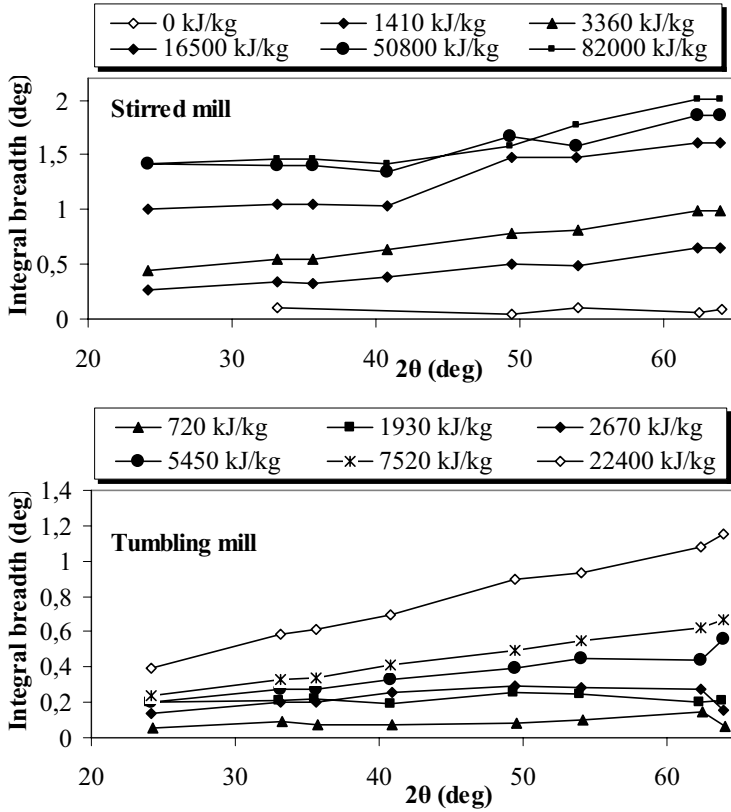 0 kJ/kg 1410 kJ/kg 3360 kJ/kg
16500 kJ/kg 50800 kJ/kg 82000 kJ/kg
Integral breadth (deg
Stirred mill
2
1,5
1
0,5
0
20 30 40 50 60
2θ (deg)
720 kJ/kg 1930 kJ/kg 2670 kJ/kg
5450 kJ/kg 7520 kJ/kg 22400 kJ/kg
Integral breadth (deg
Tumbling mill
1,4
1,2
1
0,8
0,6
0,4
0,2
0
20 30 40 50 60
2θ (deg)